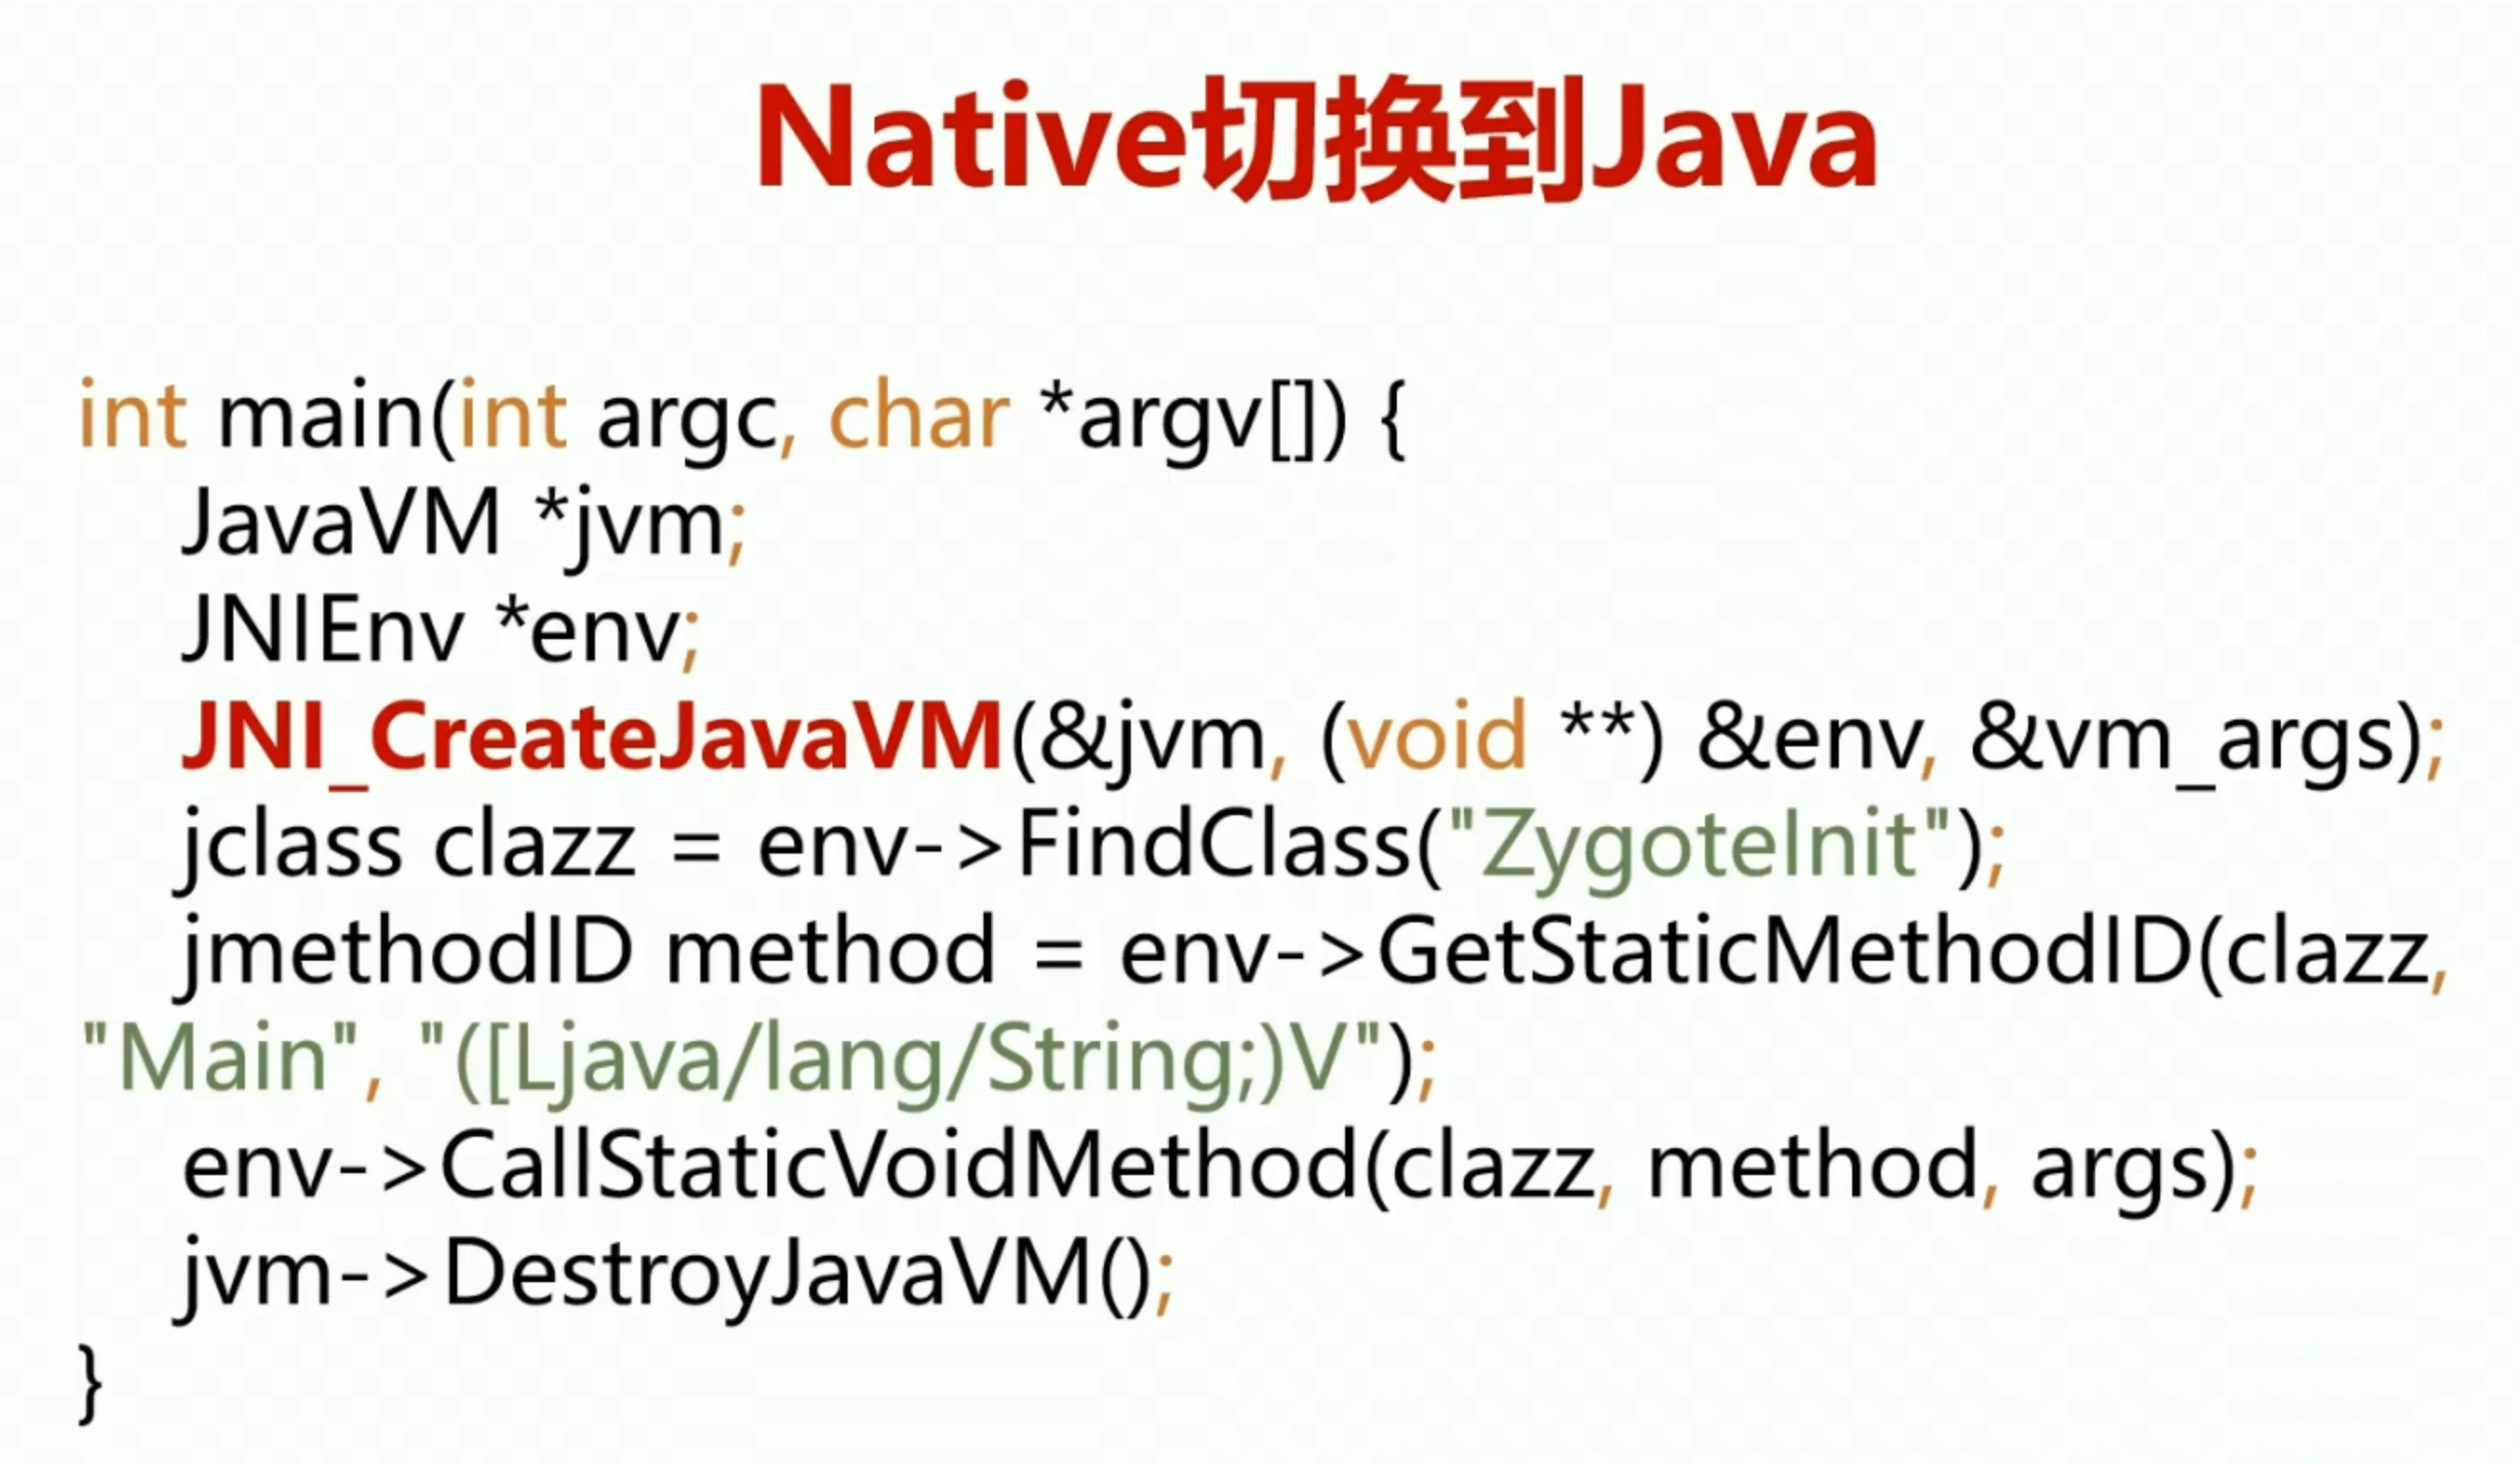 Native切换到Java
int main(int argc, char *argv[]) {
JavaVM *jvm;
JNIEnv *env;
JNI_CreateJavaVM(&jvm, (void **) &env, &vm_args);
jclass clazz = env->FindClass("ZygoteInit");
jmethodID method = env->GetStaticMethodID(clazz,
"Main", "([Ljava/lang/String;)V");
env->CallStaticVoidMethod(clazz, method, args);
jvm->DestroyJavaVM();
}